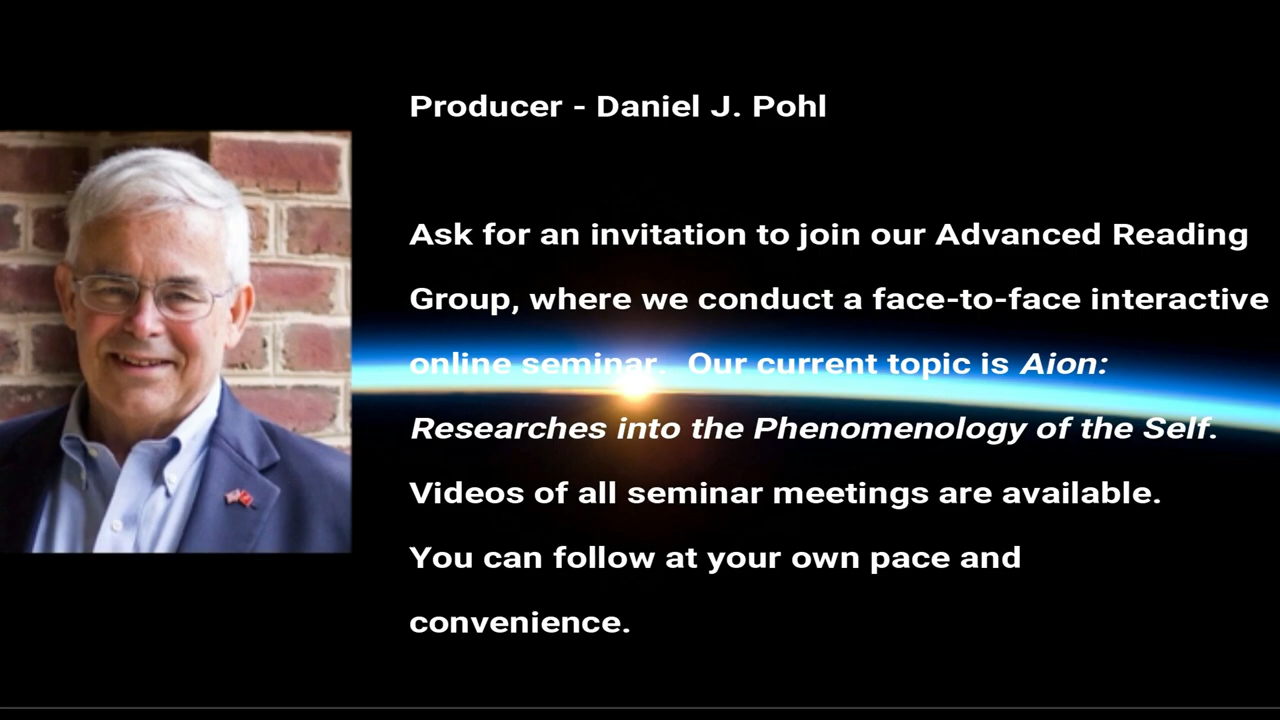 Producer - Daniel J. Pohl
Ask for an invitation to join our Advanced Reading
Group, where we conduct a face-to-face interactive
online seminar.  Our current topic is Aion:
Researches into the Phenomenology of the Self.
Videos of all seminar meetings are available.
You can follow at your own pace and
convenience.